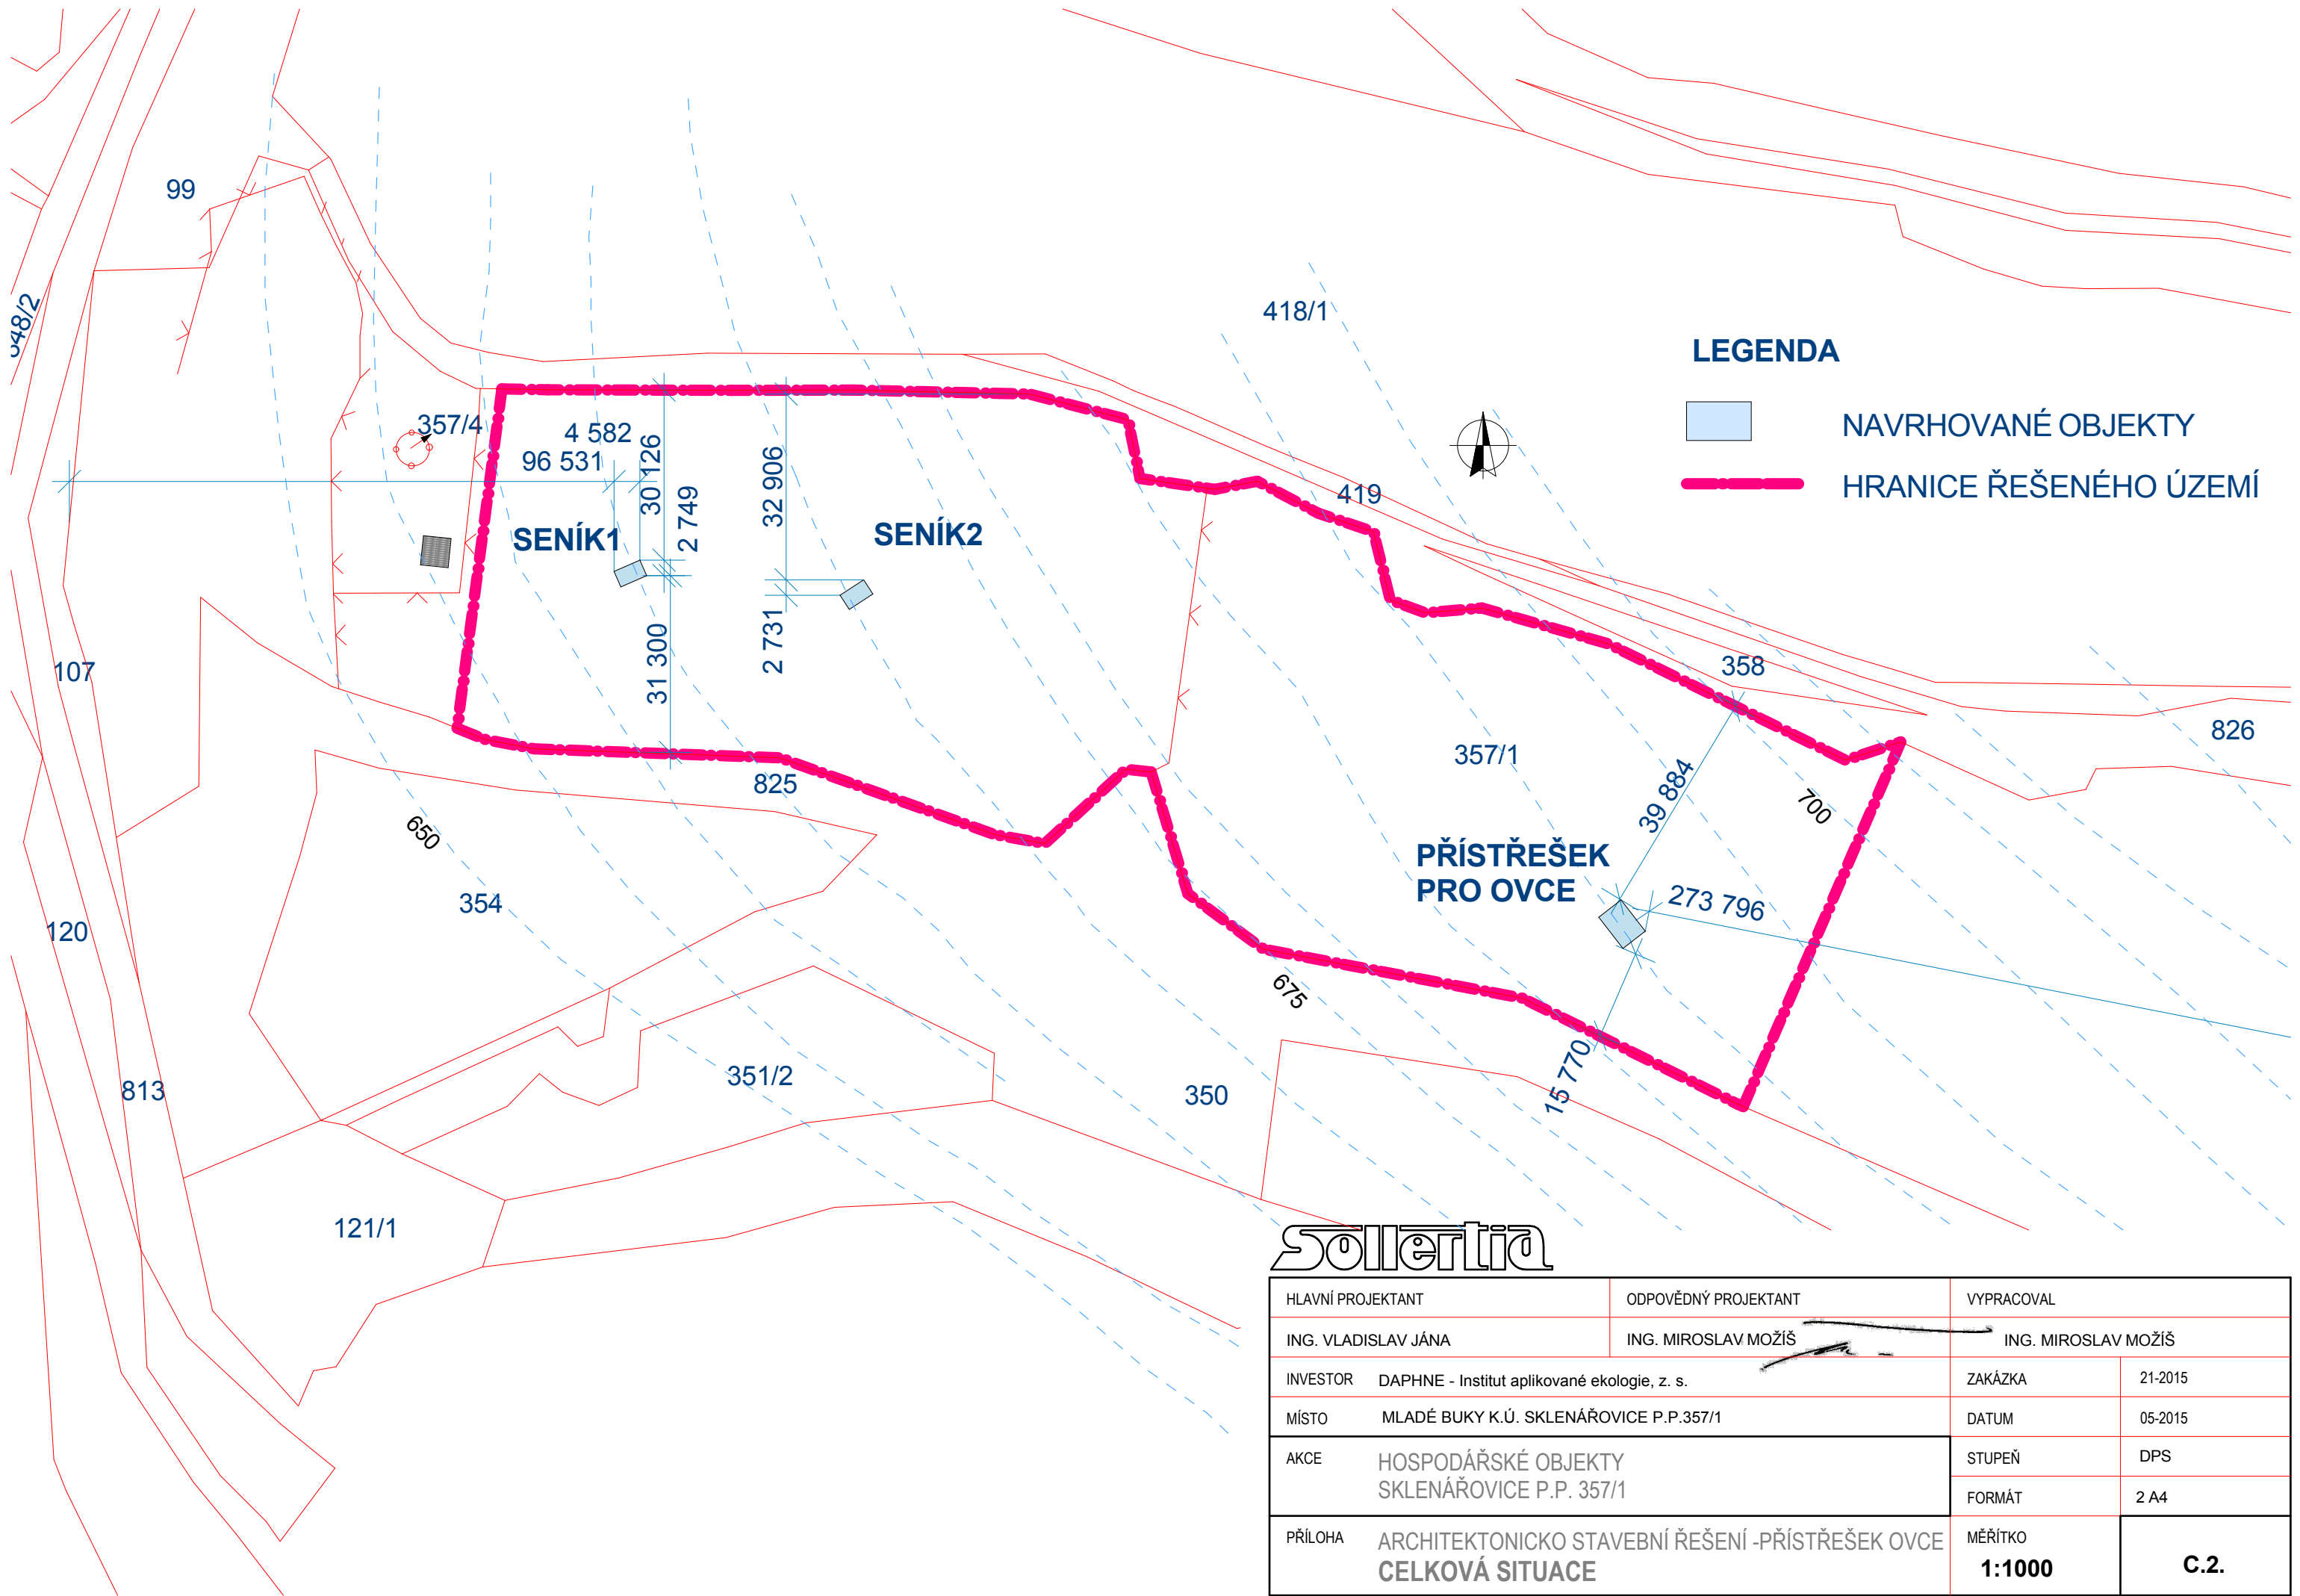 99
648/2
418/1
LEGENDA
NAVRHOVANÉ OBJEKTY
HRANICE ŘEŠENÉHO ÚZEMÍ
357/4
4 582
96 531
30 126
2 749
32 906
419
SENÍK1
SENÍK2
31 300
2 731
107
358
826
357/1
825
39 884
700
650
PŘÍSTŘEŠEK
PRO OVCE
273 796
354
120
675
813
351/2
350
15 770
121/1
Sollertia
HLAVNÍ PROJEKTANT
ODPOVĚDNÝ PROJEKTANT
VYPRACOVAL
ING. VLADISLAV JÁNA
ING. MIROSLAV MOŽÍŠ
ING. MIROSLAV MOŽÍŠ
INVESTOR DAPHNE - Institut aplikované ekologie, z. s.
ZAKÁZKA 21-2015
MÍSTO MLADÉ BUKY K.Ú. SKLENÁŘOVICE P.P.357/1
DATUM 05-2015
AKCE HOSPODÁŘSKÉ OBJEKTY
SKLENÁŘOVICE P.P. 357/1
STUPEŇ DPS
FORMÁT 2 A4
PŘÍLOHA ARCHITEKTONICKO STAVEBNÍ ŘEŠENÍ -PŘÍSTŘEŠEK OVCE
CELKOVÁ SITUACE
MĚŘÍTKO
1:1000
C.2.